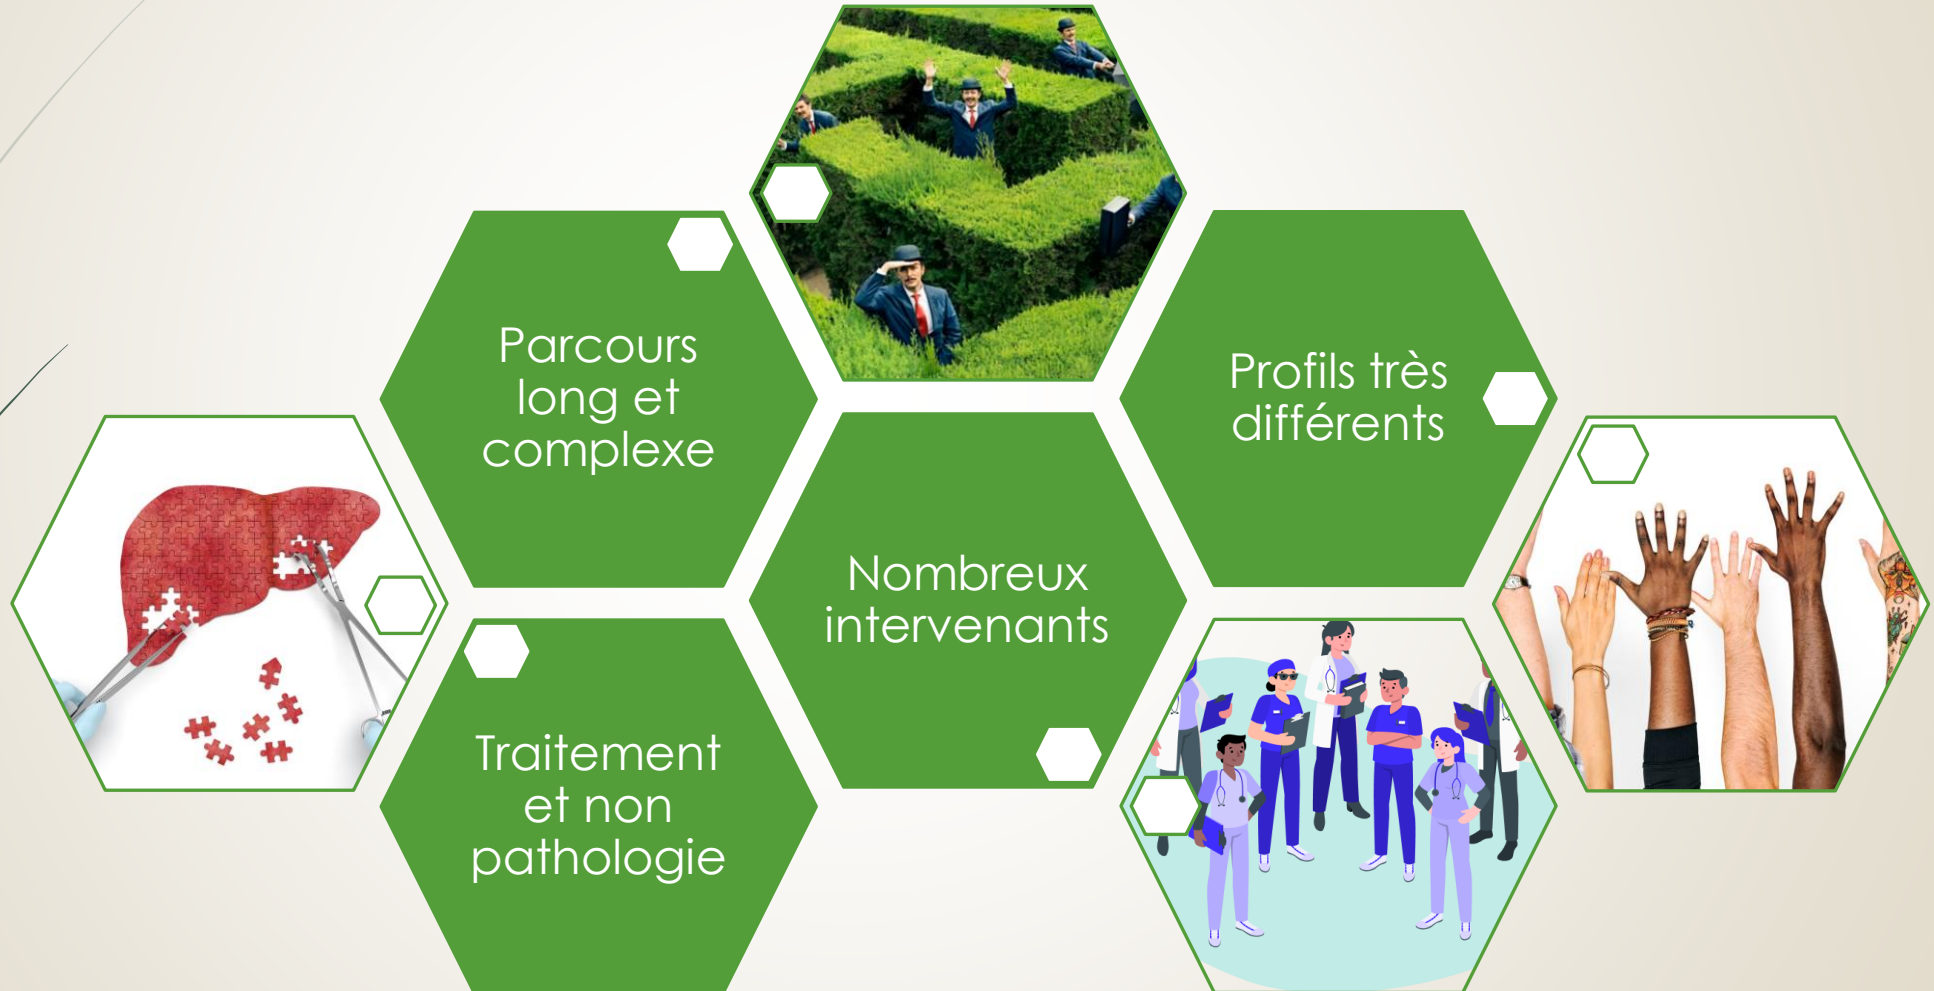 Parcours
long et
complexe
Profils très
différents
Nombreux
intervenants
Traitement
et non
pathologie